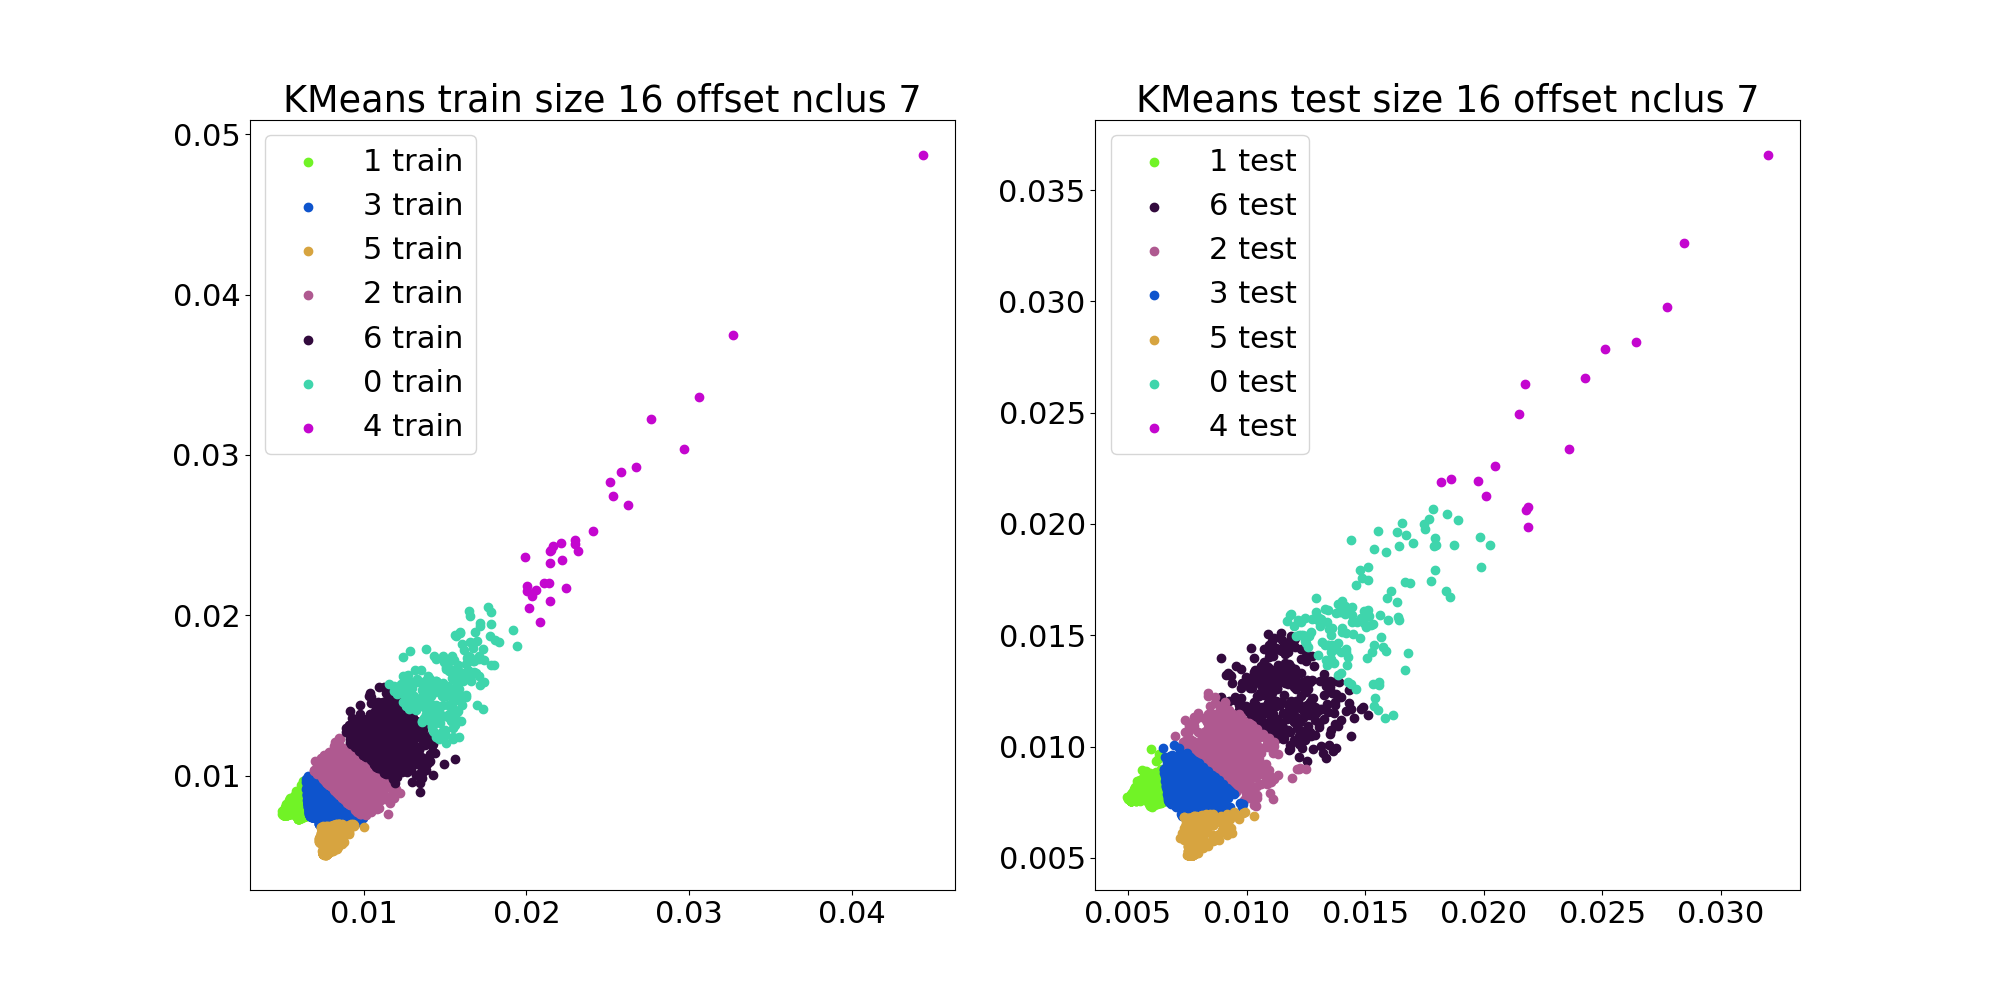 KMeans train size 16 offset nclus 7
0.05
0.04
0.03
0.02
0.01
1 train
3 train
5 train
2 train
6 train
0 train
4 train
0.01 0.02 0.03 0.04
KMeans test size 16 offset nclus 7
0.035
0.030
0.025
0.020
0.015
0.010
0.005
1 test
6 test
2 test
3 test
5 test
0 test
4 test
0.005 0.010 0.015 0.020 0.025 0.030